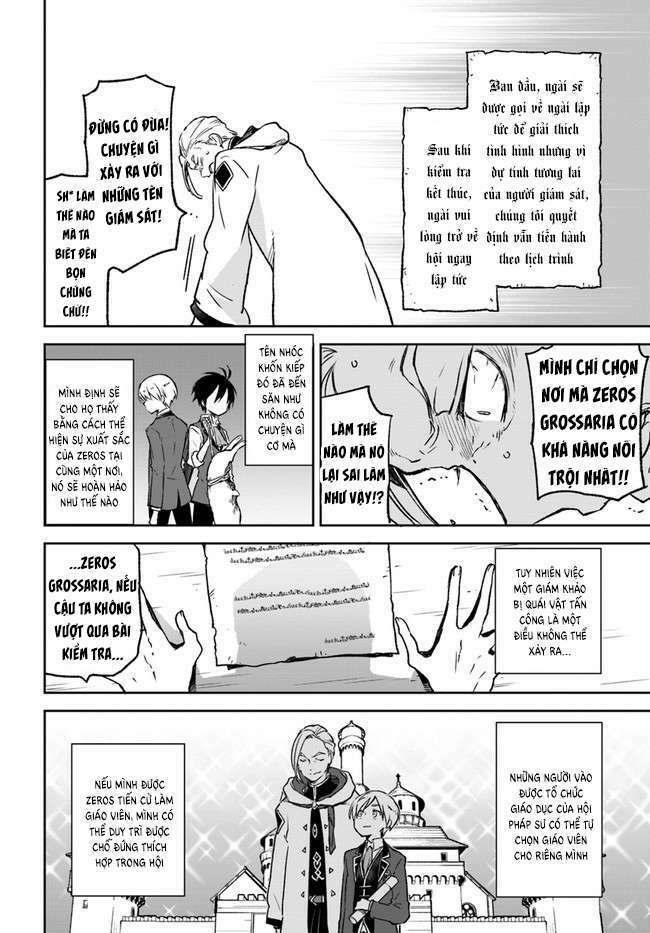 Ban đầu, ngài sẽ
được gọi về ngài lập
tức để giải thích
tình hình nhưng vì
dự tính tương lai
của người giám sát,
chúng tôi quyết
định vẫn tiến hành
theo lịch trình
Sau khi
kiểm tra
kết thúc,
ngài vui
lòng trở về
hội ngay
lập tức
ĐỪNG CÓ ĐÙA!
CHUYỆN GÌ
XẢY RA VỚI
NHỮNG TÊN
GIÁM SÁT!
SH* LÀM
THẾ NÀO
MÀ TA
BIẾT ĐẾN
BỌN
CHÚNG
CHỨ!!
MÌNH CHỈ CHỌN
NƠI MÀ ZEROS
GROSSARIA CÓ
KHẢ NĂNG NỔI
TRỘI NHẤT!!
LÀM THẾ
NÀO MÀ NÓ
LẠI SAI LẦM
NHƯ VẬY!?
TÊN NHÓC
KHỐN KIẾP
ĐÓ ĐÃ ĐẾN
SĂN NHƯ
KHÔNG CÓ
CHUYỆN GÌ
CƠ MÀ
MÌNH ĐỊNH SẼ
CHO HỌ THẤY
BẰNG CÁCH THỂ
HIỆN SỰ XUẤT SẮC
CỦA ZEROS TẠI
CÙNG MỘT NƠI,
NÓ SẼ HOÀN HẢO
NHƯ THẾ NÀO
TUY NHIÊN VIỆC
MỘT GIÁM KHẢO
BỊ QUÁI VẬT TẤN
CÔNG LÀ MỘT
ĐIỀU KHÔNG THỂ
XẢY RA...
...ZEROS
GROSSARIA, NẾU
CẬU TA KHÔNG
VƯỢT QUA BÀI
KIỂM TRA...
NHỮNG NGƯỜI VÀO
ĐƯỢC TỔ CHỨC
GIÁO DỤC CỦA HỘI
PHÁP SƯ CÓ THỂ TỰ
CHỌN GIÁO VIÊN
CHO RIÊNG MÌNH
NẾU MÌNH ĐƯỢC
ZEROS TIẾN CỬ LÀM
GIÁO VIÊN, MÌNH CÓ
THỂ DUY TRÌ ĐƯỢC
CHỖ ĐỨNG THÍCH
HỢP TRONG HỘI